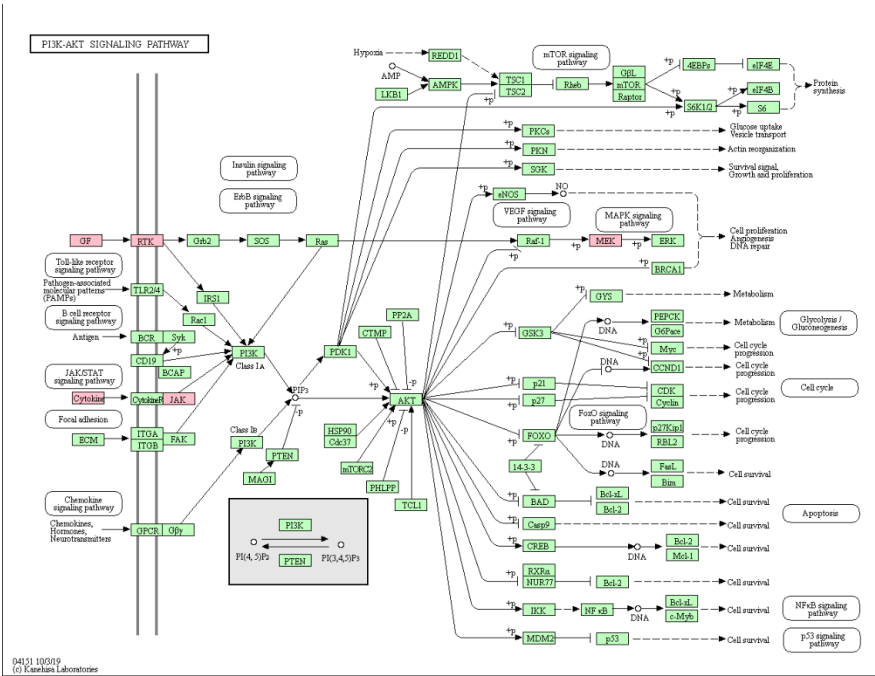 PI3K-AKT SIGNALING PATHWAY
Hypoxia
REDD1
mTOR signaling
pathway
AMP
AMPK
LKB1
TSC1
TSC2
+p
Rheb
GβL
mTOR
Raptor
+p
4EBPs
eIF4E
+p
S6K1/2
+p
eIF4B
+p
S6
Protein
synthesis
+p
PKCs
Glucose uptake
Vesicle transport
+p
PKN
Actin reorganization
+p
SGK
Survival signal,
Growth and proliferation
Insulin signaling
pathway
ErbB signaling
pathway
+p
eNOS
NO
VEGF signaling
pathway
MAPK signaling
pathway
Cell proliferation
Angiogenesis
DNA repair
GF
RTK
Grb2
SOS
Ras
Raf-1
+p
MEK
+p
ERK
+p
BRCA1
Toll-like receptor
signaling pathway
Pathogen-associated
molecular patterns
(PAMPs)
TLR2/4
IRS1
Rac1
B cell receptor
signaling pathway
Antigen
BCR
Syk
+p
CD19
BCAP
PI3K
Class IA
PIP3
PDK1
CTMP
PP2A
+p
-p
AKT
JAK/STAT
signaling pathway
Cytokine
CytokineR
JAK
Focal adhesion
ECM
ITGA
ITGB
FAK
Class IB
PI3K
PTEN
MAGI
HSP90
Cdc37
+p
-p
mTORC2
PHLPP
TCL1
Chemokine
signaling pathway
Chemokines,
Hormones,
Neurotransmitters
GPCR
Gβγ
PI3K
PI(4, 5)P2
PI(3,4,5)P3
PTEN
+p
GSK3
+p
GYS
Metabolism
DNA
PEPCK
G6Pace
Metabolism
Glycolysis /
Gluconeogenesis
+p
Myc
Cell cycle
progression
+p
DNA
CCND1
Cell cycle
progression
+p
p21
+p
p27
CDK
Cyclin
Cell cycle
progression
Cell cycle
FoxO signaling
pathway
+p
FOXO
DNA
p27Kip1
RBL2
Cell cycle
progression
14-3-3
DNA
FasL
Bim
Cell survival
+p
BAD
Bcl-xL
Bcl-2
Cell survival
Apoptosis
+p
Casp9
Cell survival
+p
CREB
DNA
Bcl-2
Mcl-1
Cell survival
+p
RXRα
NUR77
Bcl-2
Cell survival
+p
IKK
NFκB
DNA
Bcl-xL
c-Myb
Cell survival
NFκB signaling
pathway
+p
MDM2
p53
Cell survival
p53 signaling
pathway
04151 10/3/19
(c) Kanehisa Laboratories